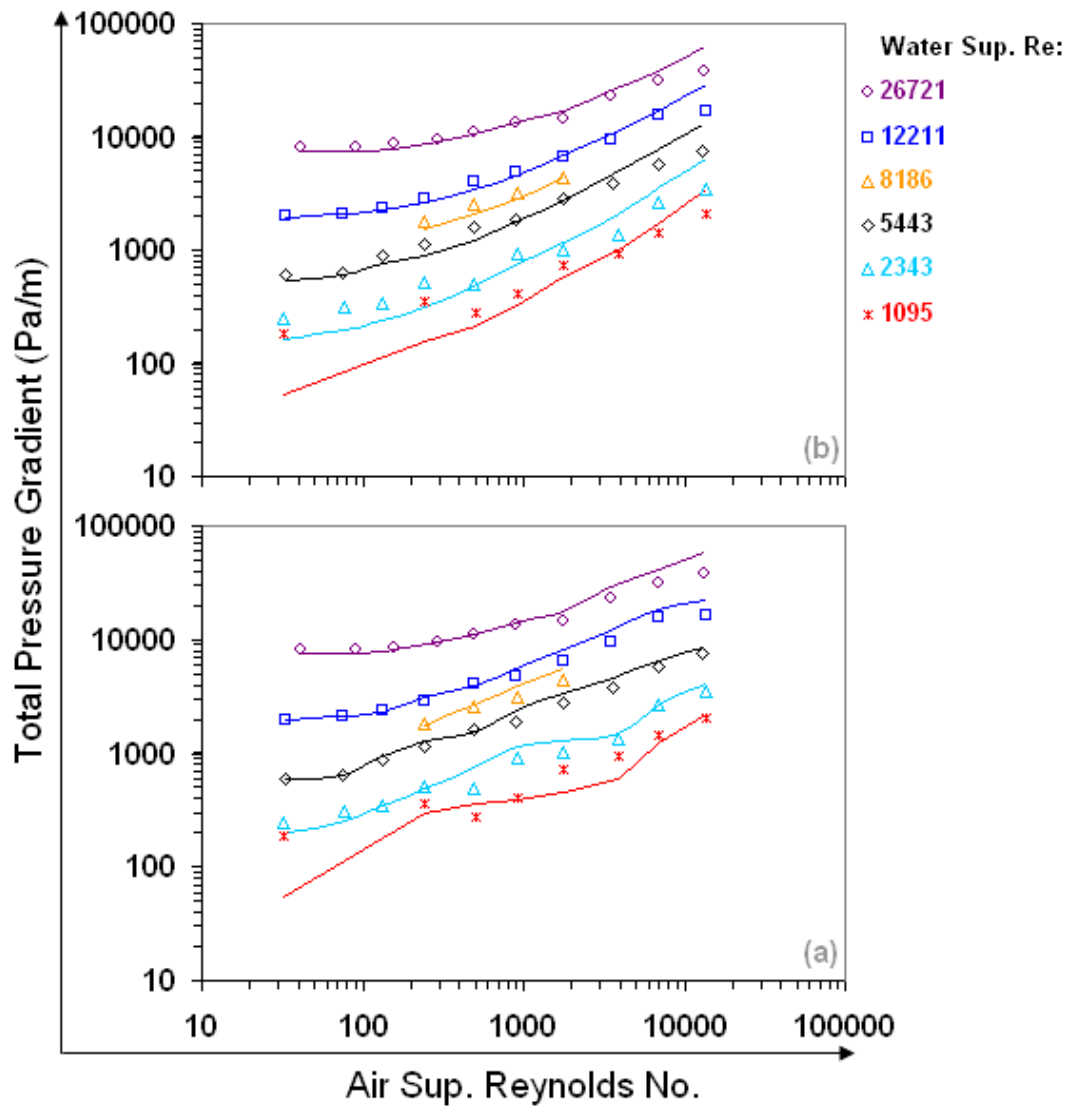 Total Pressure Gradient (Pa/m)
100000
10000
1000
100
10
(b)
100000
10000
1000
100
10
(a)
10 100 1000 10000 100000
Air Sup. Reynolds No.
Water Sup. Re:
26721
12211
8186
5443
2343
1095